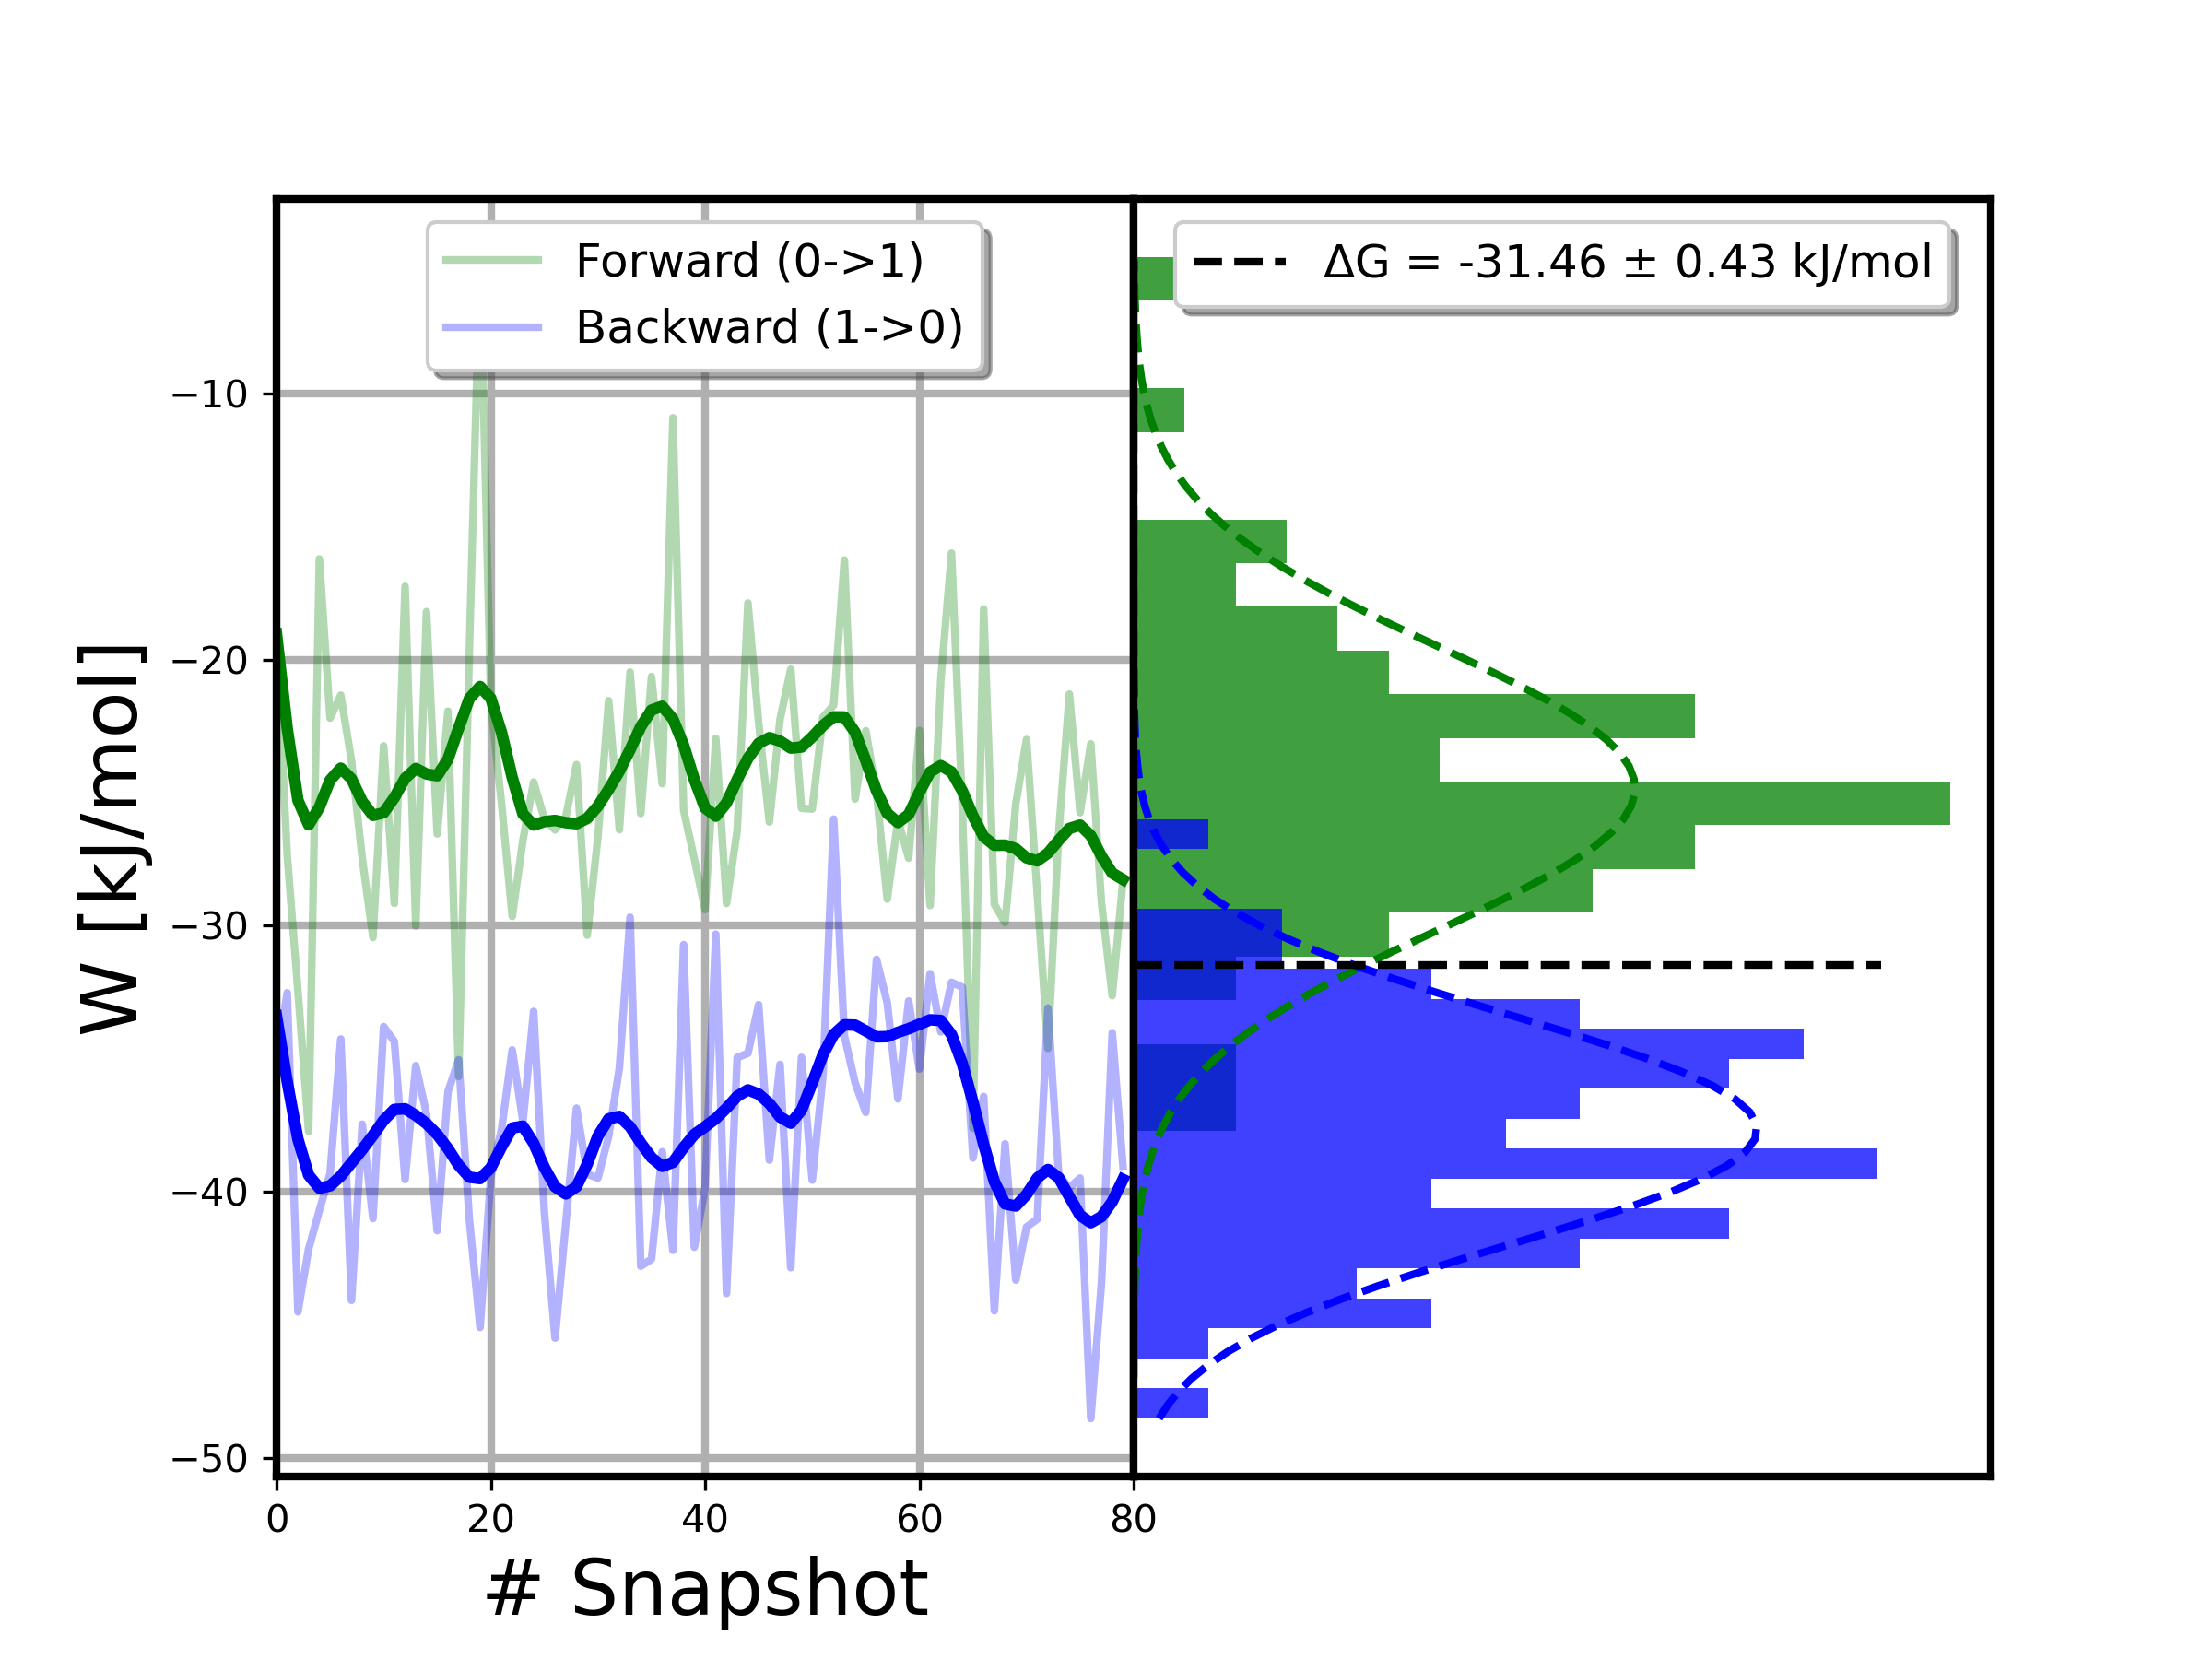 Forward (0->1)
Backward (1->0)
ΔG = -31.46 ± 0.43 kJ/mol
W [kJ/mol]
−10
−20
−30
−40
−50
0
20
40
60
80
# Snapshot